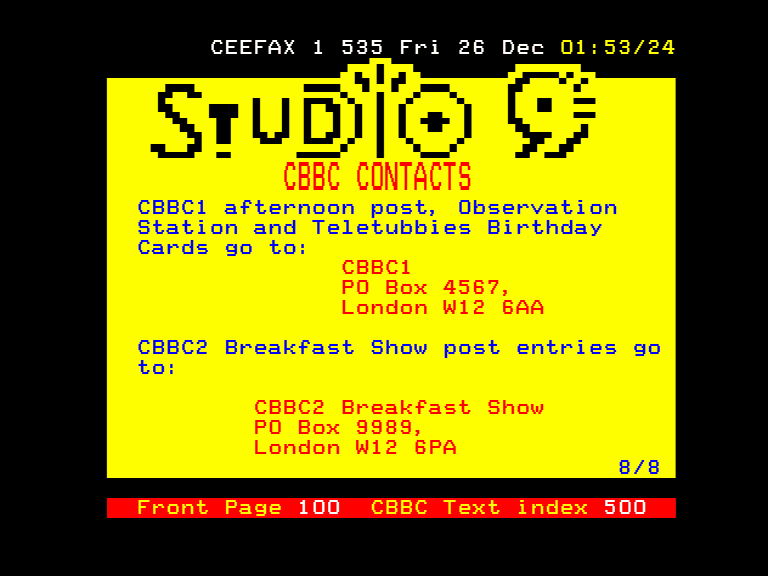 CEEFAX 1 535 Fri 26 Dec 01:53/24
STUDIO 9
CBBC CONTACTS
CBBC1 afternoon post, Observation
Station and Teletubbies Birthday
Cards go to:
CBBC1
PO Box 4567,
London W12 6AA
CBBC2 Breakfast Show post entries go
to:
CBBC2 Breakfast Show
PO Box 9989,
London W12 6PA
8/8
Front Page 100 CBBC Text index 500